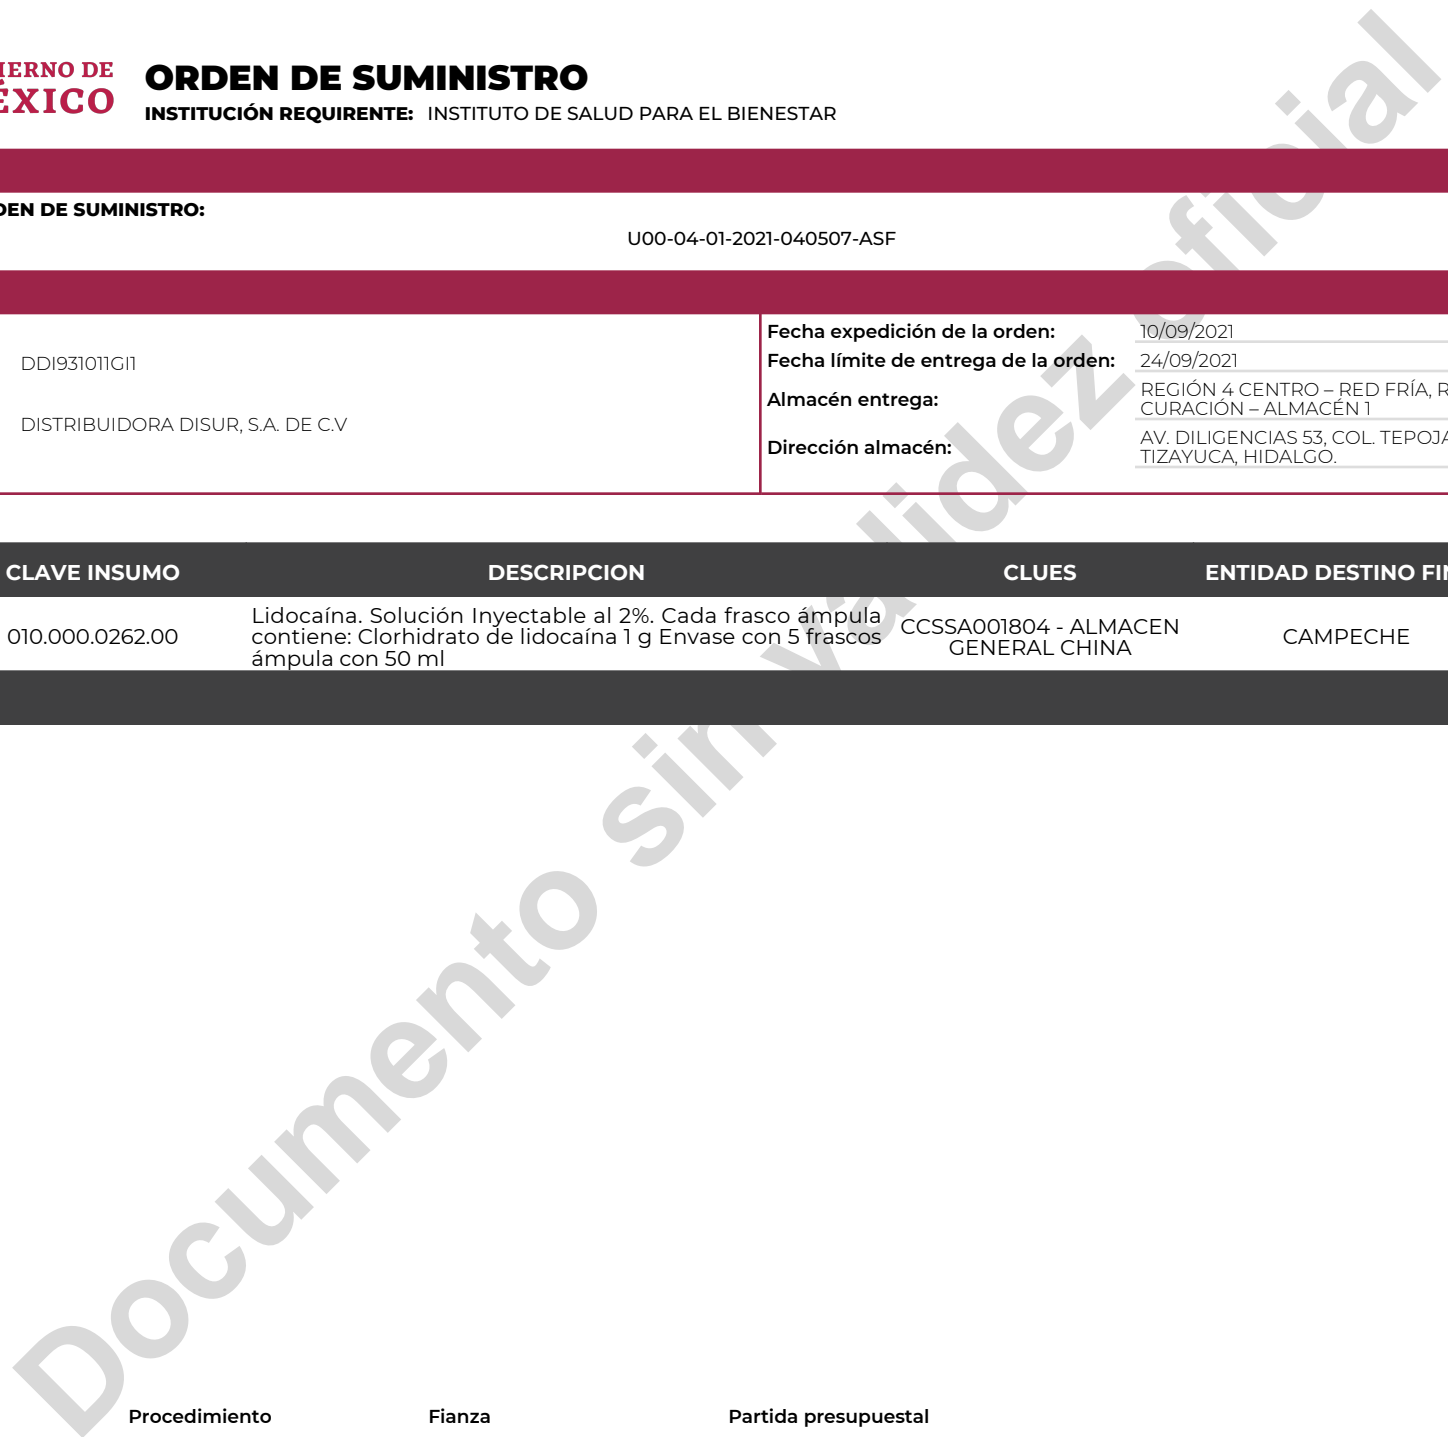 IERNO DE
ÉXICO
ORDEN DE SUMINISTRO
INSTITUCIÓN REQUIRENTE: INSTITUTO DE SALUD PARA EL BIENESTAR
DEN DE SUMINISTRO:
U00-04-01-2021-040507-ASF
DDI931011GI1
DISTRIBUIDORA DISUR, S.A. DE C.V
Fecha expedición de la orden: 10/09/2021
Fecha límite de entrega de la orden: 24/09/2021
Almacén entrega: REGIÓN 4 CENTRO – RED FRÍA, R
CURACIÓN – ALMACÉN 1
Dirección almacén: AV. DILIGENCIAS 53, COL. TEPOJA
TIZAYUCA, HIDALGO.
CLAVE INSUMO DESCRIPCION CLUES ENTIDAD DESTINO FIN
010.000.0262.00
Lidocaína. Solución Inyectable al 2%. Cada frasco ámpula
contiene: Clorhidrato de lidocaína 1 g Envase con 5 frascos
ámpula con 50 ml
CCSSA001804 - ALMACEN
GENERAL CHINA
CAMPECHE
Documento sin validez oficial
Procedimiento Fianza Partida presupuestal